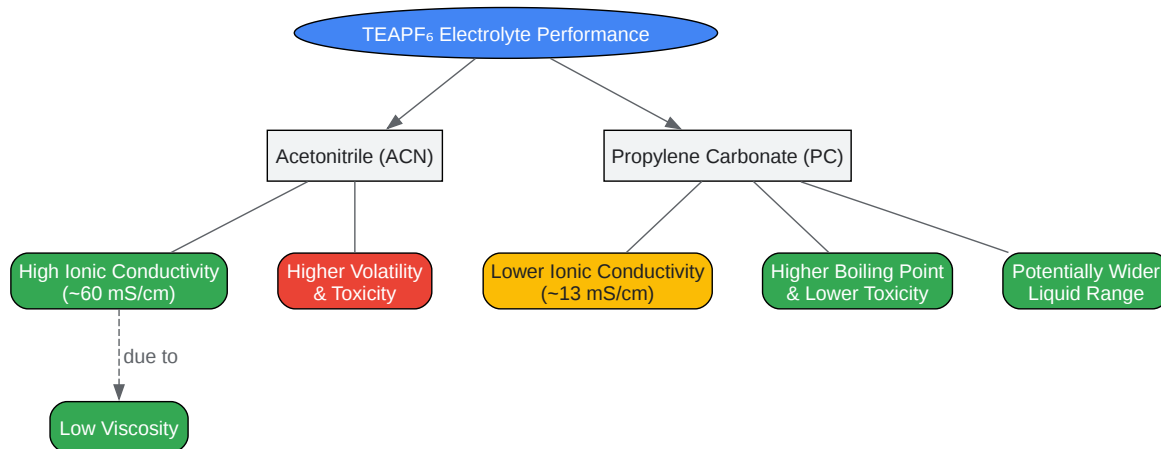 TEAPF₆ Electrolyte Performance
Acetonitrile (ACN)
Propylene Carbonate (PC)
High Ionic Conductivity
(~60 mS/cm)
Higher Volatility
& Toxicity
Lower Ionic Conductivity
(~13 mS/cm)
Higher Boiling Point
& Lower Toxicity
Potentially Wider
Liquid Range
due to
Low Viscosity